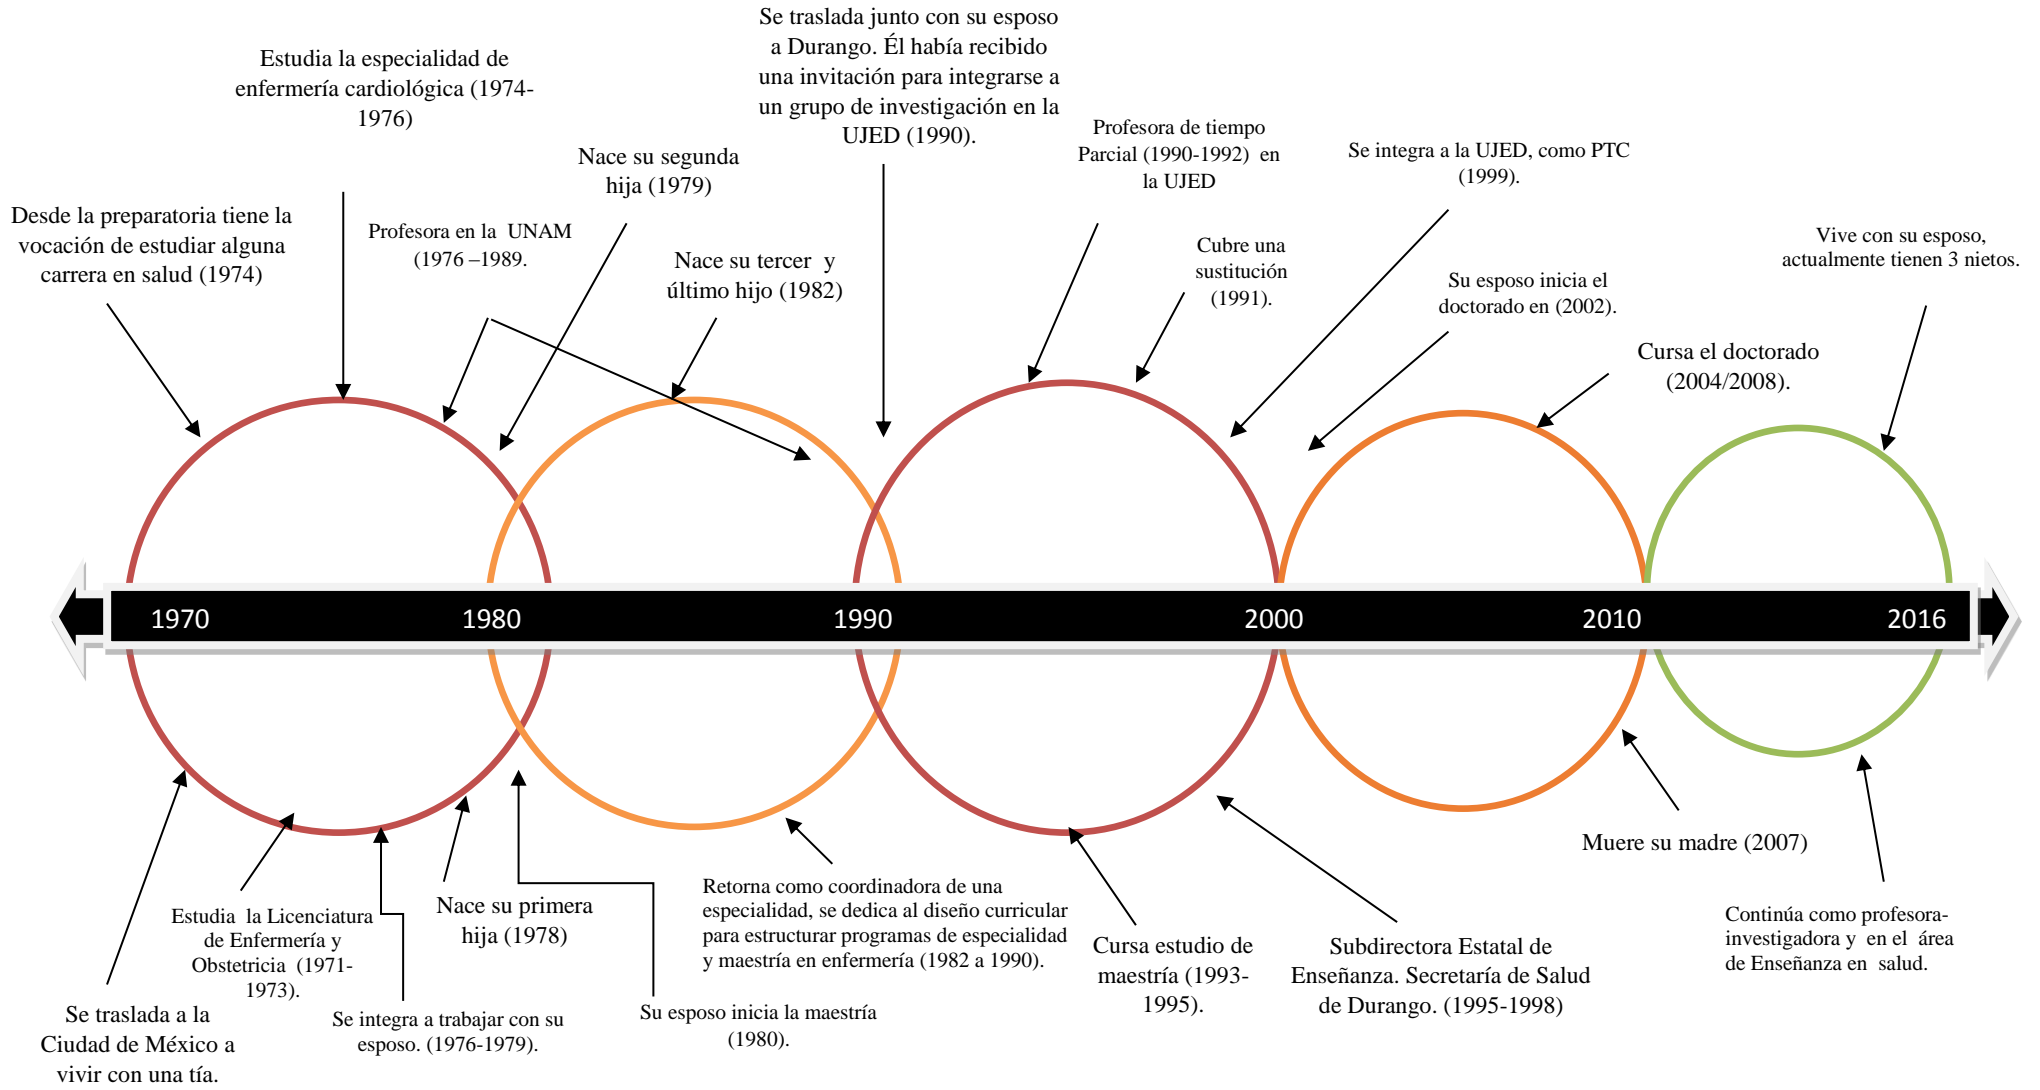 Se traslada junto con su esposo
a Durango. Él había recibido
una invitación para integrarse a
un grupo de investigación en la
UJED (1990).
Estudia la especialidad de
enfermería cardiológica (1974-
1976)
Nace su segunda
hija (1979)
Profesora de tiempo
Parcial (1990-1992) en
la UJED
Se integra a la UJED, como PTC
(1999).
Desde la preparatoria tiene la
vocación de estudiar alguna
carrera en salud (1974)
Profesora en la UNAM
(1976 –1989.
Nace su tercer y
último hijo (1982)
Cubre una
sustitución
(1991).
Su esposo inicia el
doctorado en (2002).
Vive con su esposo,
actualmente tienen 3 nietos.
Cursa el doctorado
(2004/2008).
1970 1980 1990 2000 2010 2016
Se traslada a la
Ciudad de México a
vivir con una tía.
Estudia la Licenciatura
de Enfermería y
Obstetricia (1971-
1973).
Se integra a trabajar con su
esposo. (1976-1979).
Nace su primera
hija (1978)
Su esposo inicia la maestría
(1980).
Retorna como coordinadora de una
especialidad, se dedica al diseño curricular
para estructurar programas de especialidad
y maestría en enfermería (1982 a 1990).
Cursa estudio de
maestría (1993-
1995).
Subdirectora Estatal de
Enseñanza. Secretaría de Salud
de Durango. (1995-1998)
Muere su madre (2007)
Continúa como profesora-
investigadora y en el área
de Enseñanza en salud.